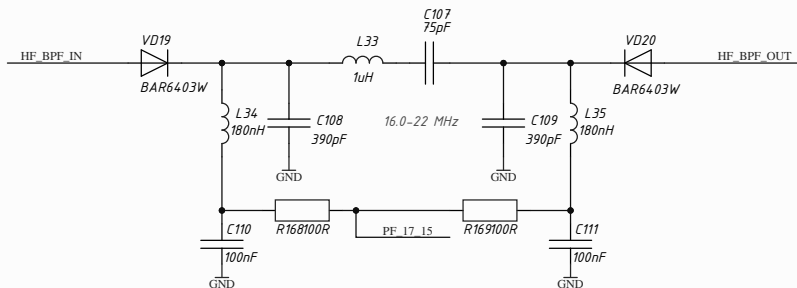 C107
75pF
VD19
L33
VD20
HF_BPF_IN
HF_BPF_OUT
BAR6403W
1uH
BAR6403W
L34
180nH
C108
390pF
16.0-22 MHz
C109
390pF
L35
180nH
GND
GND
C110
R168100R
PF_17_15
R169100R
C111
100nF
100nF
GND
GND